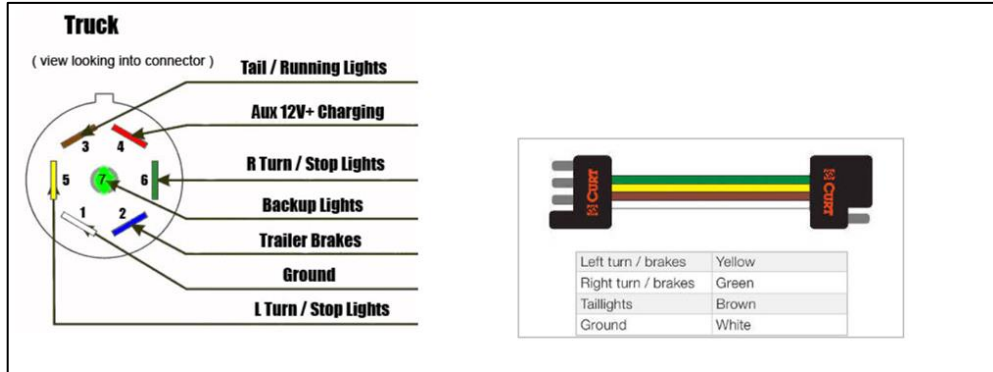 Truck
( view looking into connector )
Tail / Running Lights
Aux 12V+ Charging
R Turn / Stop Lights
Backup Lights
Trailer Brakes
Ground
L Turn / Stop Lights
3
4
5
7
6
1
2
CURT
CURT
Left turn / brakes Yellow
Right turn / brakes Green
Taillights Brown
Ground White